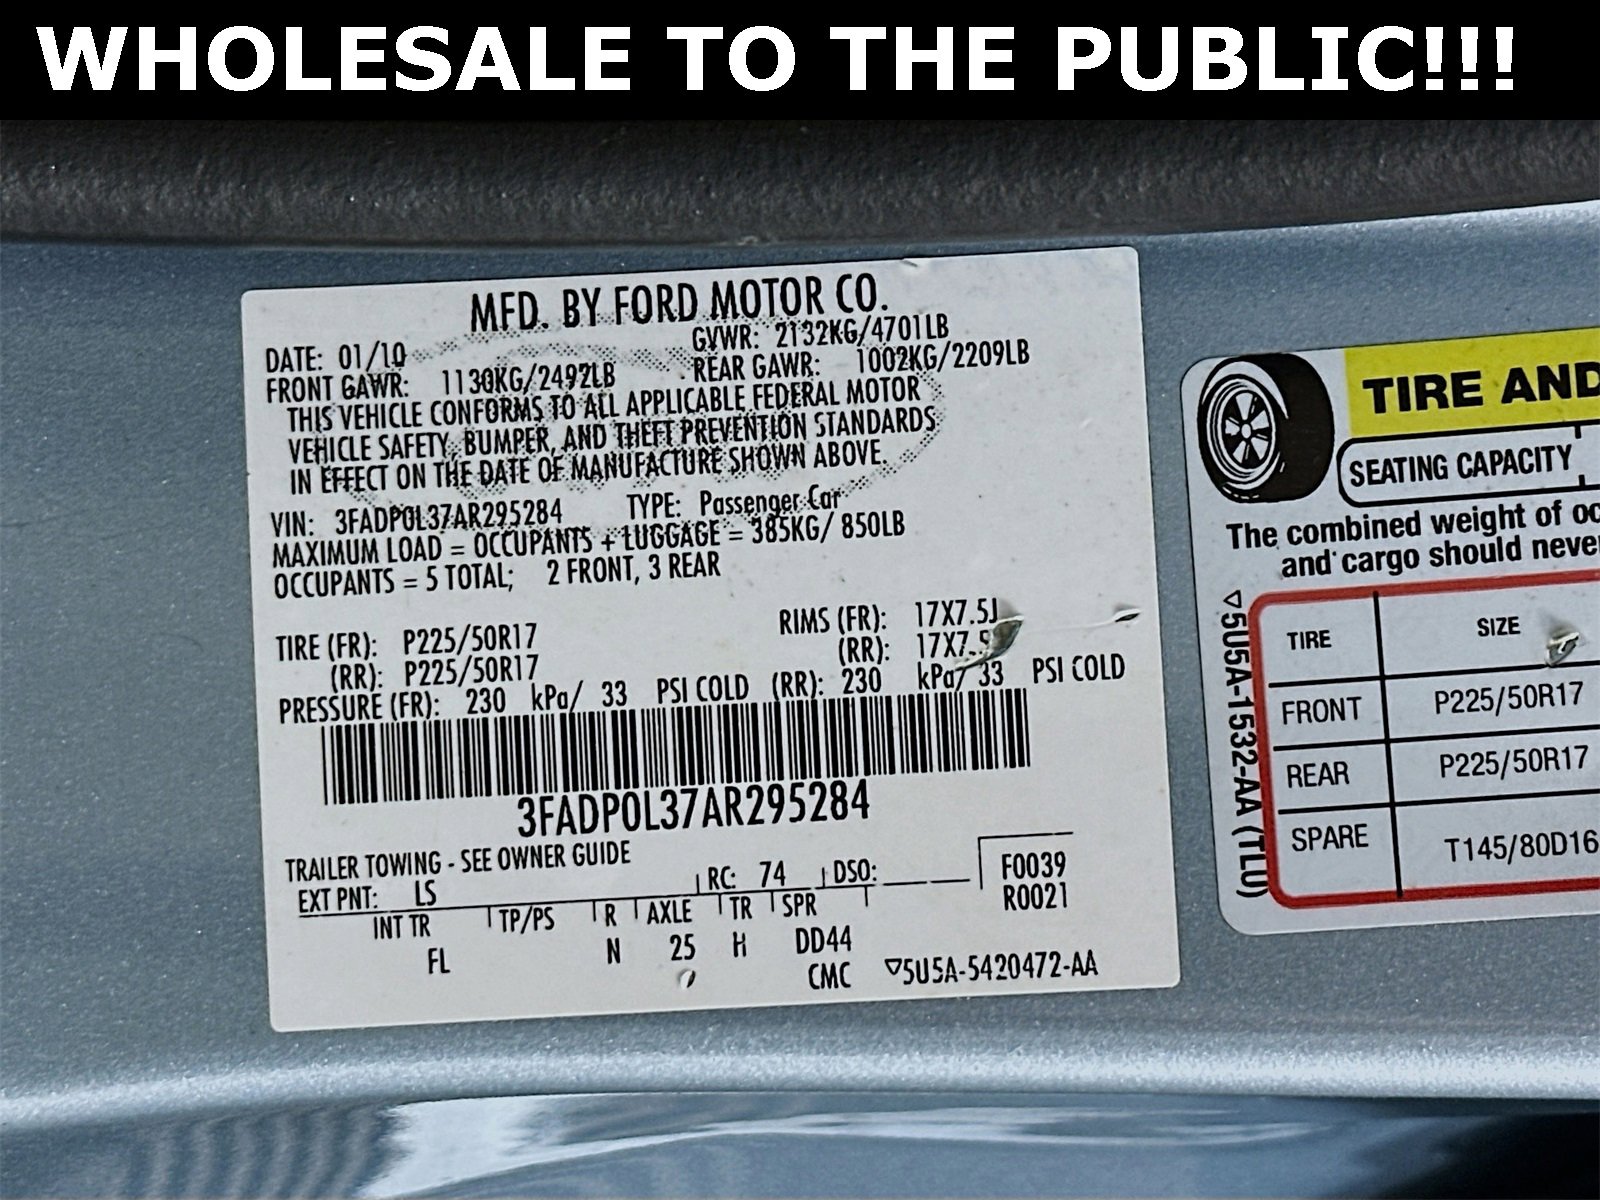 WHOLESALE TO THE PUBLIC!!!
MFD. BY FORD MOTOR CO.
DATE: 01/10 GVWR: 2132KG/4701LB
FRONT GAWR: 1130KG/2492LB REAR GAWR: 1002KG/2209LB
THIS VEHICLE CONFORMS TO ALL APPLICABLE FEDERAL MOTOR
VEHICLE SAFETY, BUMPER, AND THEFT PREVENTION STANDARDS
IN EFFECT ON THE DATE OF MANUFACTURE SHOWN ABOVE.
VIN: 3FADP0L37AR295284 TYPE: Passenger Car
MAXIMUM LOAD = OCCUPANTS + LUGGAGE = 385KG/ 850LB
OCCUPANTS = 5 TOTAL; 2 FRONT, 3 REAR
TIRE (FR): P225/50R17 RIMS (FR): 17X7.5J
(RR): P225/50R17 (RR): 17X7.5
PRESSURE (FR): 230 kPa/ 33 PSI COLD (RR): 230 kPa/ 33 PSI COLD
3FADP0L37AR295284
TRAILER TOWING - SEE OWNER GUIDE
EXT PNT: LS RC: 74 DSO: F0039
R0021
INT TR TP/PS R AXLE TR SPR
FL N 25 H DD44
CMC ▽5U5A-5420472-AA
TIRE AND
SEATING CAPACITY
The combined weight of oc
and cargo should neve
TIRE SIZE
FRONT P225/50R17
REAR P225/50R17
SPARE T145/80D16
▽5U5A-1532-AA (TLU)